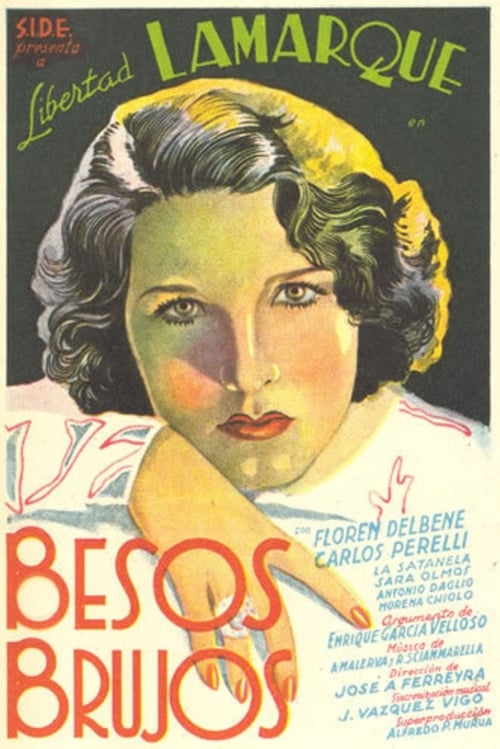 S.I.D.E.
presenta
a
Libertad LAMARQUE
en
con FLOREN DELBENE
CARLOS PERELLI
LA SATANELA
SARA OLMOS
ANTONIO DAGLIO
MORENA CHIOLO
Argumento de
ENRIQUE GARCIA VELLOSO
Música de
A. MALERVA y R. SCIAMMARELLA
Dirección de
JOSE A FERREYRA
Sincronización musical
J. VAZQUEZ VIGO
Superproducción
ALFREDO P. MURUA
BESOS
BRUJOS